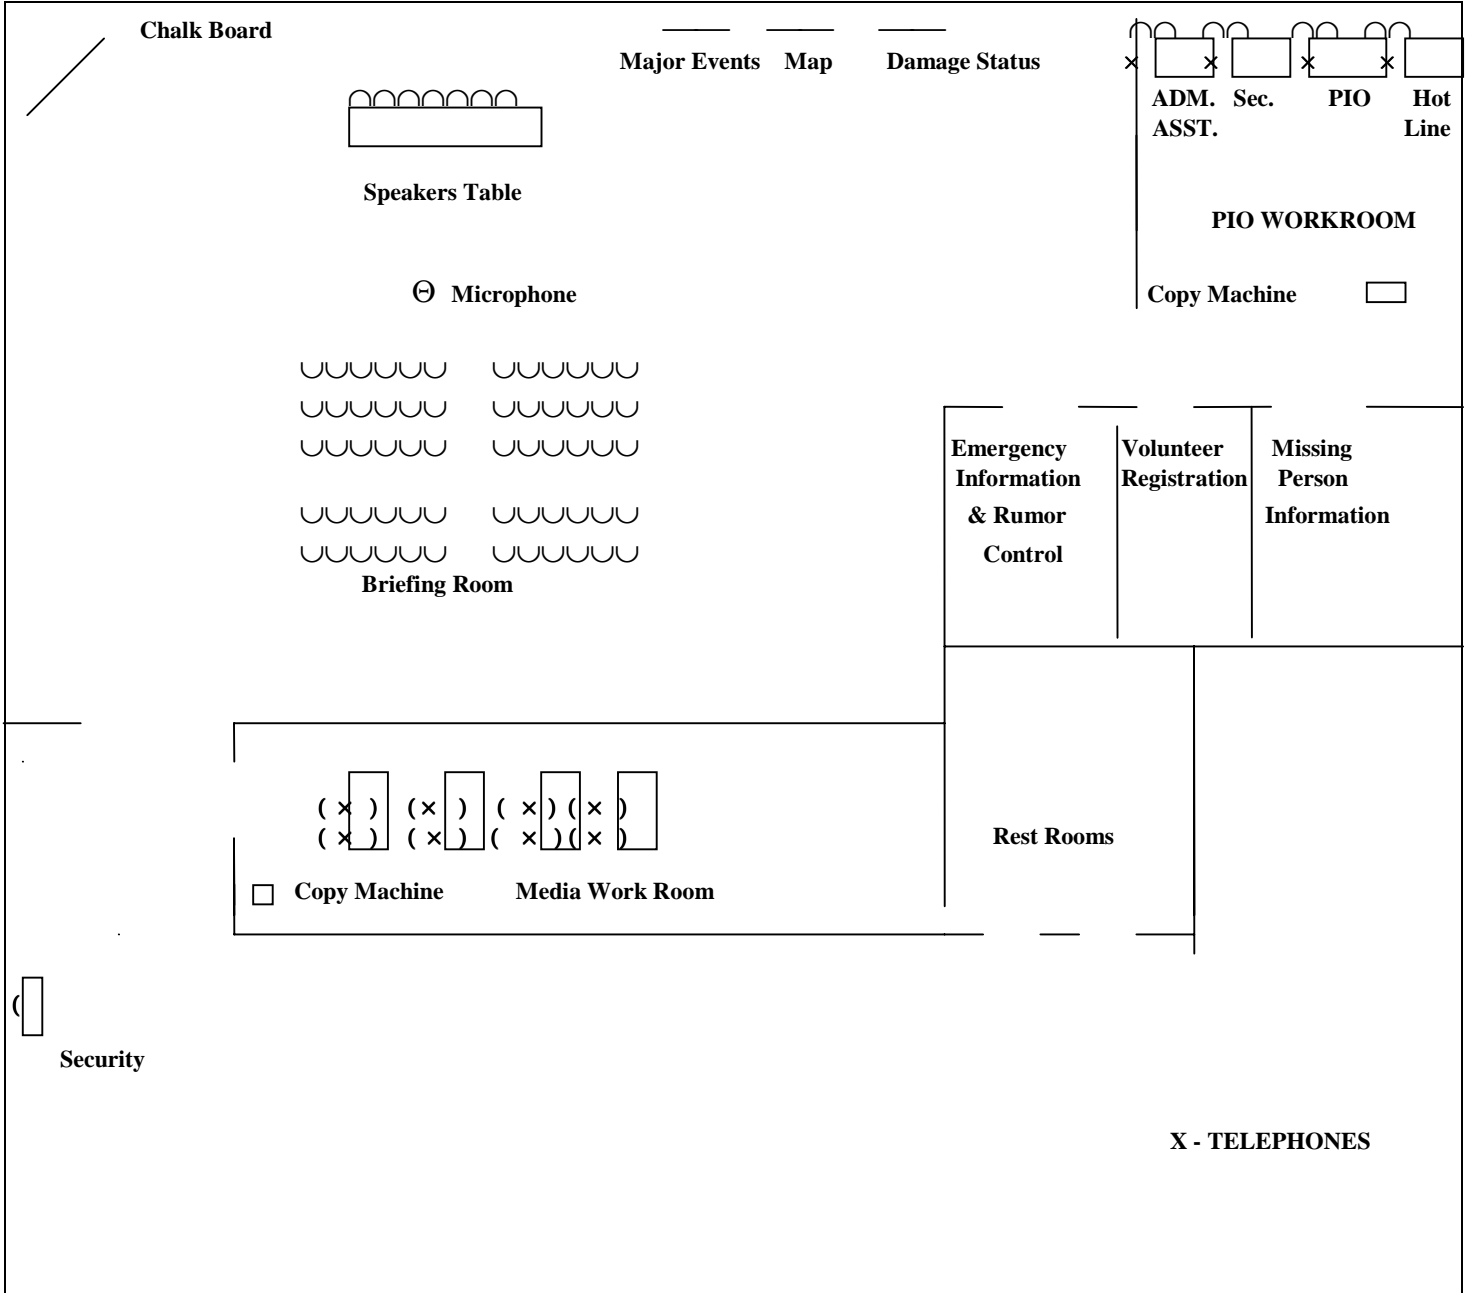 Chalk Board
Major Events Map Damage Status
ADM. Sec. PIO Hot
ASST. Line
Speakers Table
PIO WORKROOM
Θ Microphone
Copy Machine
Emergency
Information
& Rumor
Control
Volunteer
Registration
Missing
Person
Information
Briefing Room
( × ) ( × ) ( × ) ( × )
( × ) ( × ) ( × ) ( × )
Rest Rooms
Copy Machine Media Work Room
Security
X - TELEPHONES